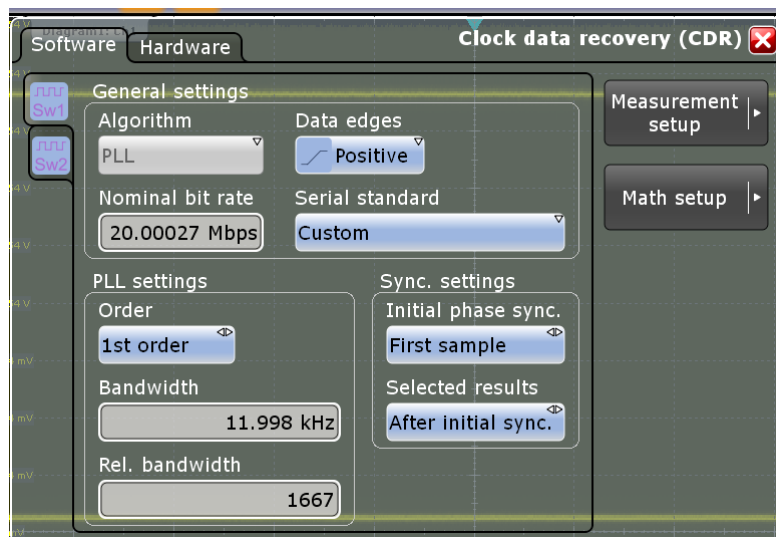 Diagram1: Ch1
Software
Hardware
Clock data recovery (CDR)
Sw1
Sw2
General settings
Algorithm
Data edges
PLL
Positive
Nominal bit rate
Serial standard
20.00027 Mbps
Custom
PLL settings
Sync. settings
Order
Initial phase sync.
1st order
First sample
Bandwidth
Selected results
11.998 kHz
After initial sync.
Rel. bandwidth
1667
Measurement
setup
Math setup